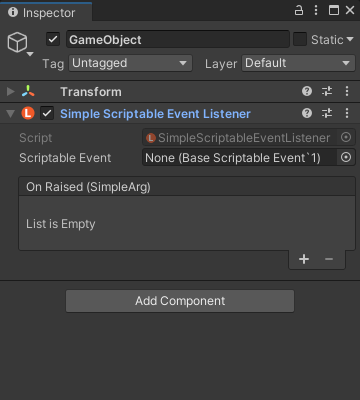 Inspector
GameObject
Static
Tag Untagged Layer Default
Transform
L Simple Scriptable Event Listener
Script L SimpleScriptableEventListener
Scriptable Event None (Base Scriptable Event`1)
On Raised (SimpleArg)
List is Empty
+ −
Add Component